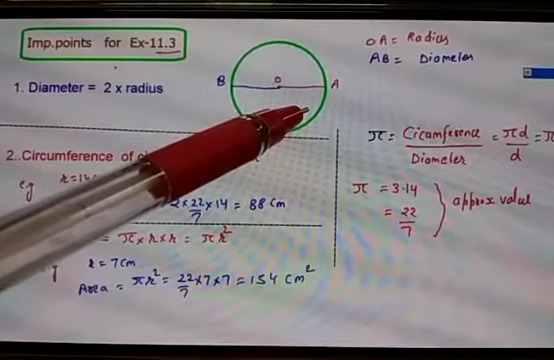 Imp.points for Ex-11.3
OA = Radius
AB = Diameter
B O A
1. Diameter = 2 x radius
2..Circumference of
e.g r = 14
2 x 22/7 x 14 = 88 cm
= π x r x r = πr²
r = 7 cm
Area = πr² = 22/7 x 7 x 7 = 154 cm²
π = Cicamference/Diameter = πd/d = π
π = 3.14
= 22/7 } approx value